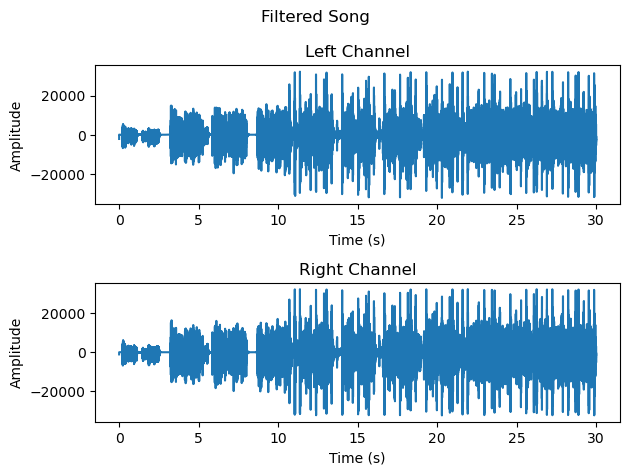 Filtered Song
Left Channel
20000
0
−20000
Amplitude
0 5 10 15 20 25 30
Time (s)
Right Channel
20000
0
−20000
Amplitude
0 5 10 15 20 25 30
Time (s)